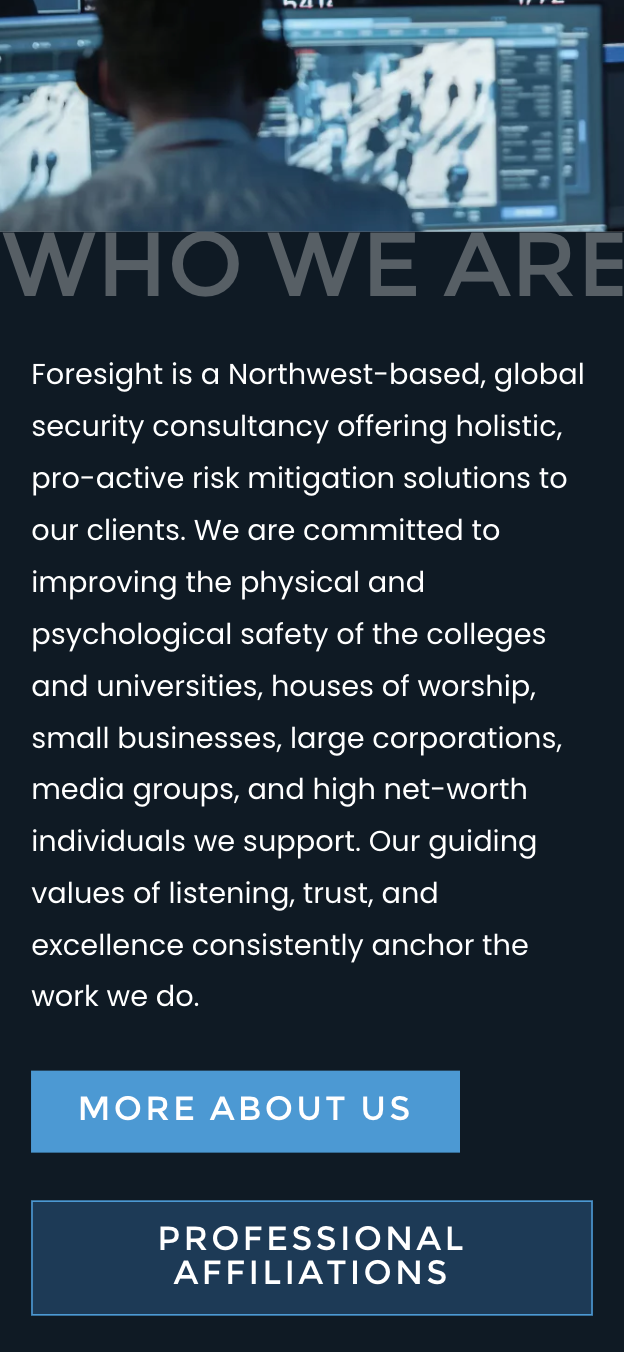 WHO WE ARE
Foresight is a Northwest-based, global
security consultancy offering holistic,
pro-active risk mitigation solutions to
our clients. We are committed to
improving the physical and
psychological safety of the colleges
and universities, houses of worship,
small businesses, large corporations,
media groups, and high net-worth
individuals we support. Our guiding
values of listening, trust, and
excellence consistently anchor the
work we do.
MORE ABOUT US
PROFESSIONAL
AFFILIATIONS